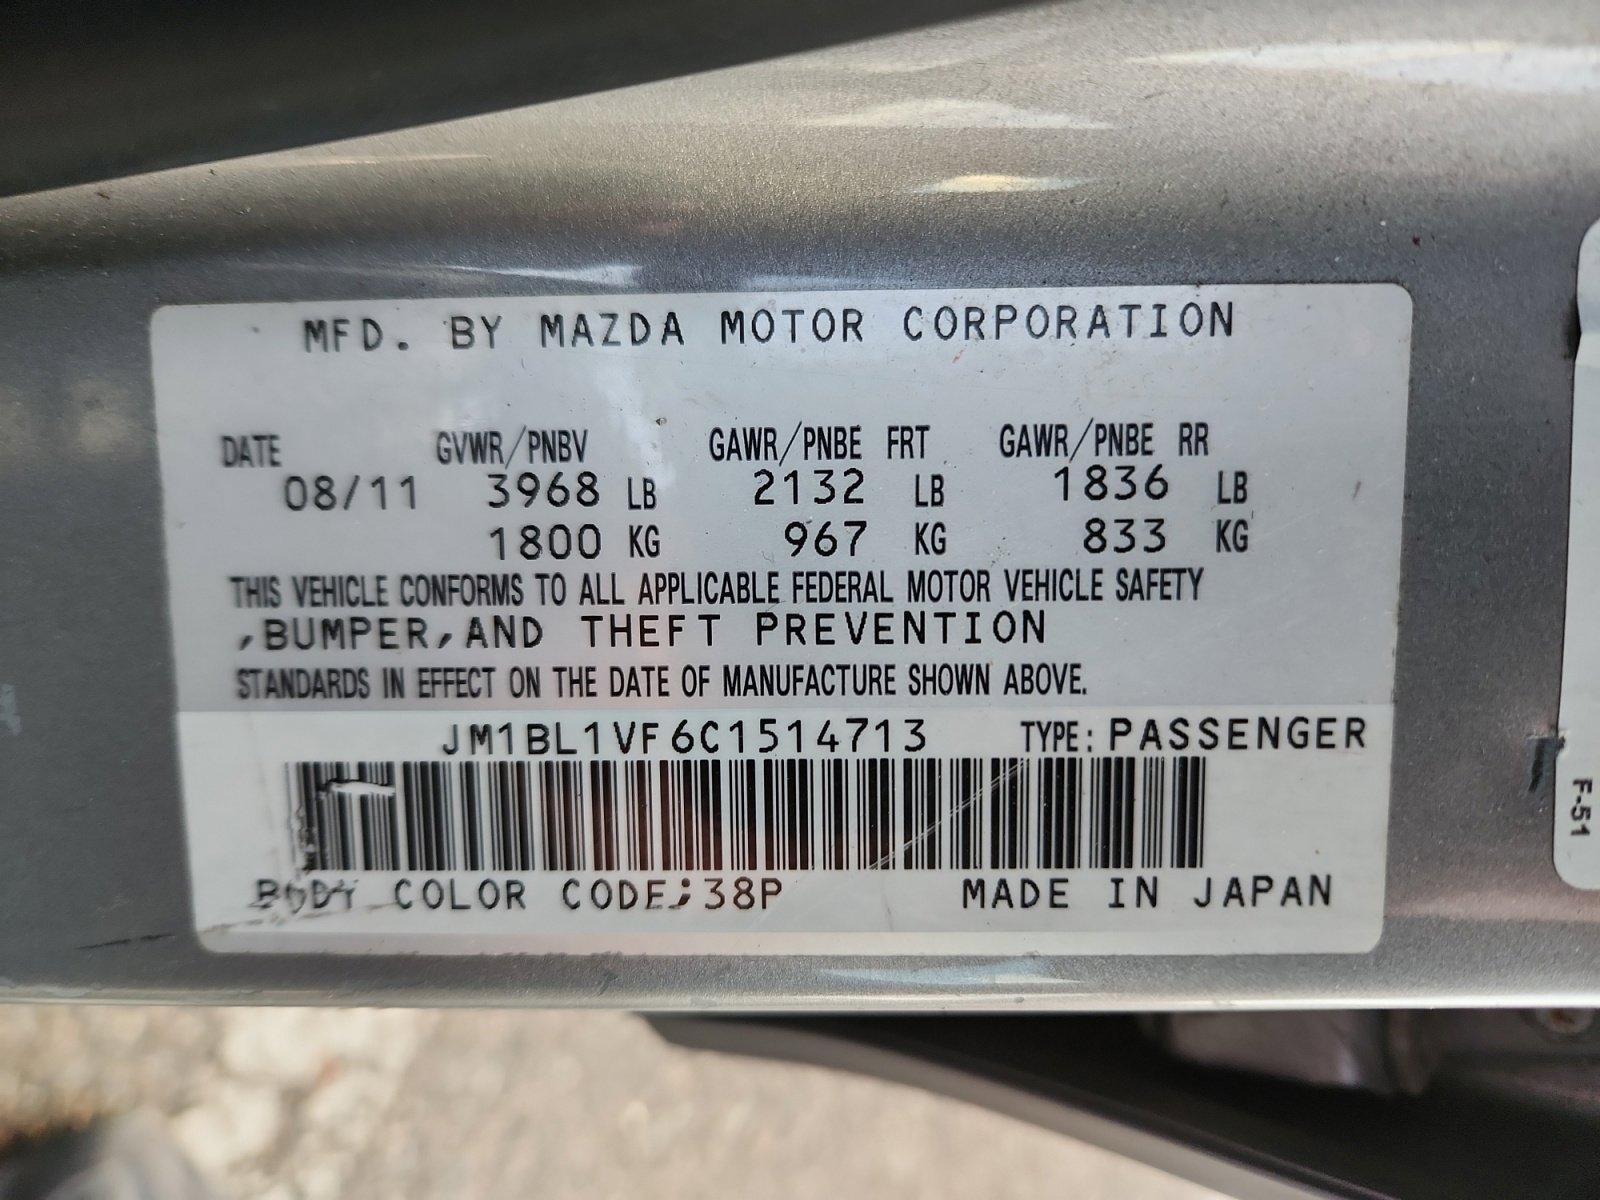 MFD. BY MAZDA MOTOR CORPORATION
DATE GVWR/PNBV GAWR/PNBE FRT GAWR/PNBE RR
08/11 3968 LB 2132 LB 1836 LB
1800 KG 967 KG 833 KG
THIS VEHICLE CONFORMS TO ALL APPLICABLE FEDERAL MOTOR VEHICLE SAFETY
,BUMPER,AND THEFT PREVENTION
STANDARDS IN EFFECT ON THE DATE OF MANUFACTURE SHOWN ABOVE.
JM1BL1VF6C1514713 TYPE: PASSENGER
BODY COLOR CODE:38P MADE IN JAPAN
F-51